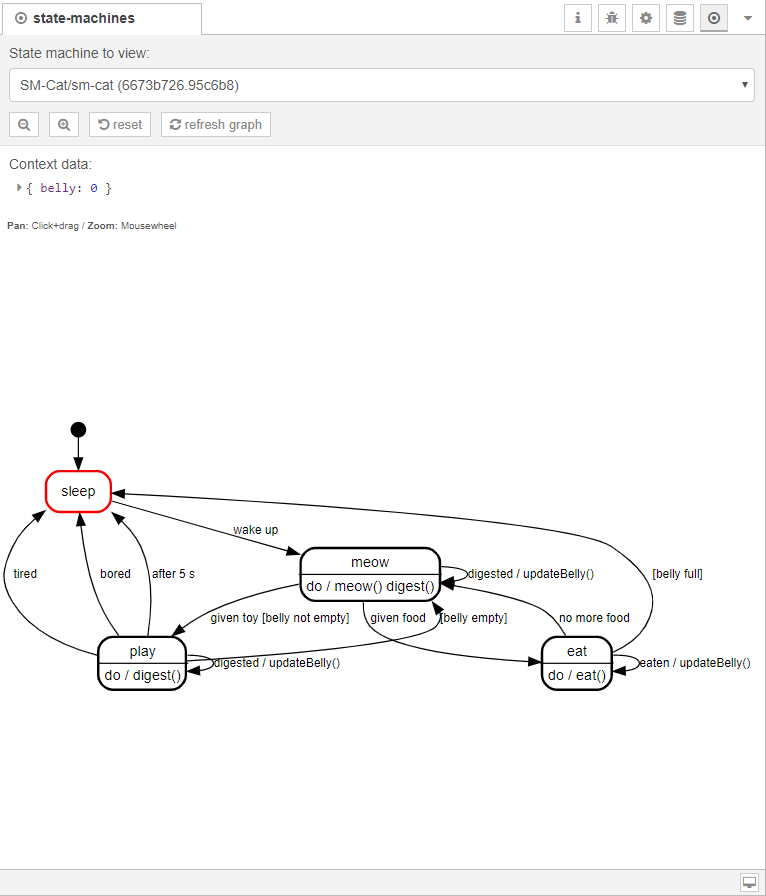 state-machines
State machine to view:
SM-Cat/sm-cat (6673b726.95c6b8)
reset
refresh graph
Context data:
{ belly: 0 }
Pan: Click+drag / Zoom: Mousewheel
sleep
wake up
meow
do / meow() digest()
digested / updateBelly()
[belly full]
tired
bored
after 5 s
given toy [belly not empty]
given food
[belly empty]
no more food
play
do / digest()
digested / updateBelly()
eat
do / eat()
eaten / updateBelly()